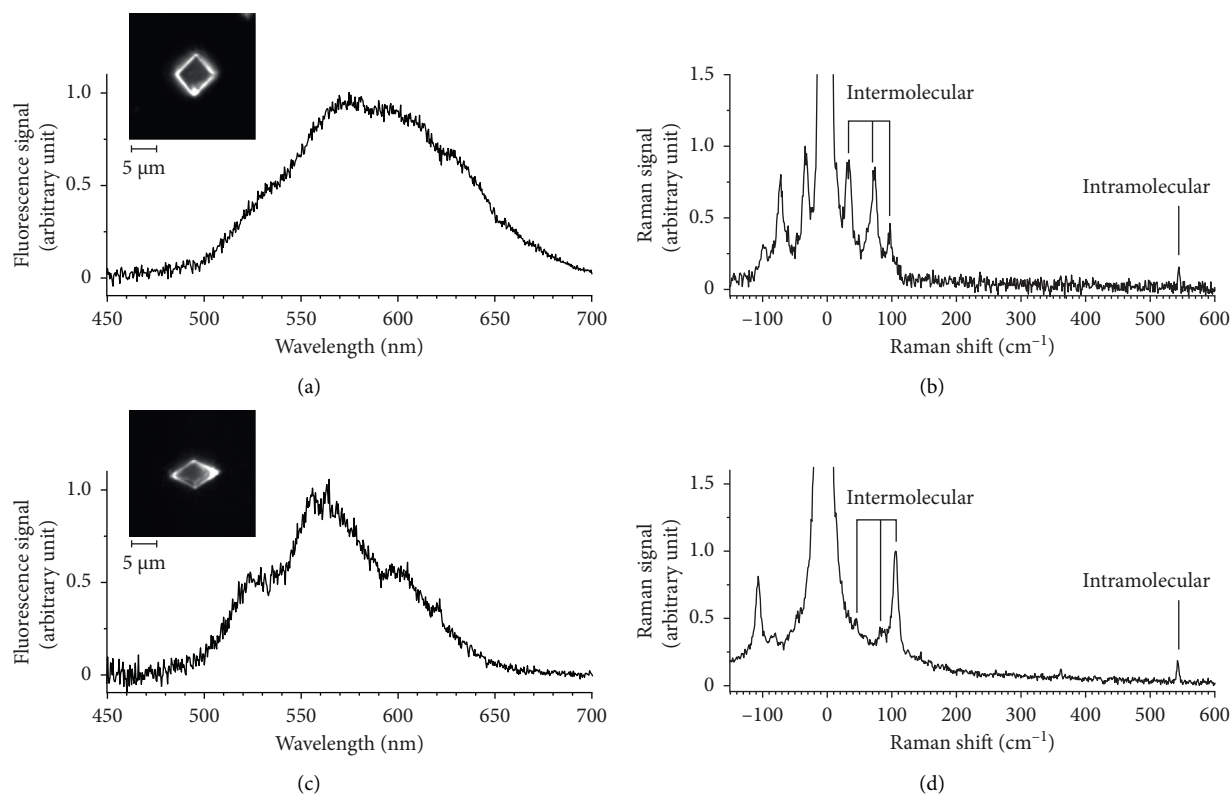 5 μm
Fluorescence signal
(arbitrary unit)
1.0
0.5
0
450 500 550 600 650 700
Wavelength (nm)
(a)
Raman signal
(arbitrary unit)
1.5
1.0
0.5
0
Intermolecular
Intramolecular
−100 0 100 200 300 400 500 600
Raman shift (cm⁻¹)
(b)
5 μm
Fluorescence signal
(arbitrary unit)
1.0
0.5
0
450 500 550 600 650 700
Wavelength (nm)
(c)
Raman signal
(arbitrary unit)
1.5
1.0
0.5
0
Intermolecular
Intramolecular
−100 0 100 200 300 400 500 600
Raman shift (cm⁻¹)
(d)